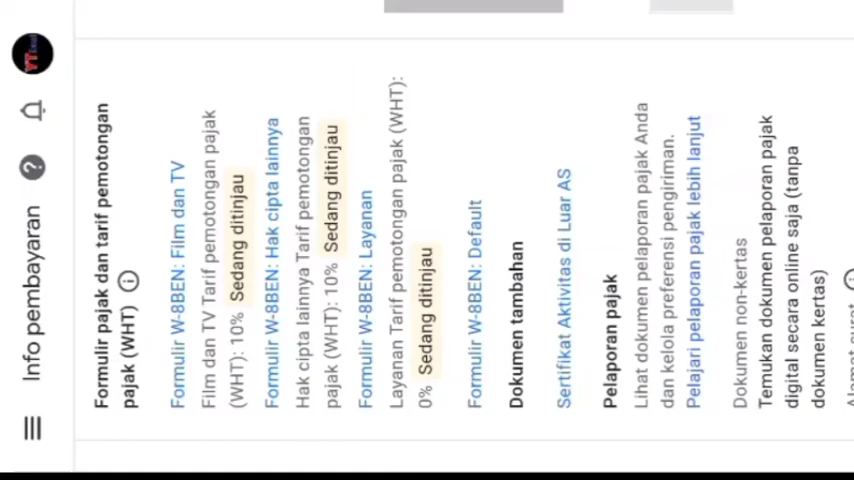 Info pembayaran
Formulir pajak dan tarif pemotongan
pajak (WHT)
Formulir W-8BEN: Film dan TV
Film dan TV Tarif pemotongan pajak
(WHT): 10% Sedang ditinjau
Formulir W-8BEN: Hak cipta lainnya
Hak cipta lainnya Tarif pemotongan
pajak (WHT): 10% Sedang ditinjau
Formulir W-8BEN: Layanan
Layanan Tarif pemotongan pajak (WHT):
0% Sedang ditinjau
Formulir W-8BEN: Default
Dokumen tambahan
Sertifikat Aktivitas di Luar AS
Pelaporan pajak
Lihat dokumen pelaporan pajak Anda
dan kelola preferensi pengiriman.
Pelajari pelaporan pajak lebih lanjut
Dokumen non-kertas
Temukan dokumen pelaporan pajak
digital secara online saja (tanpa
dokumen kertas)
Alamat surat